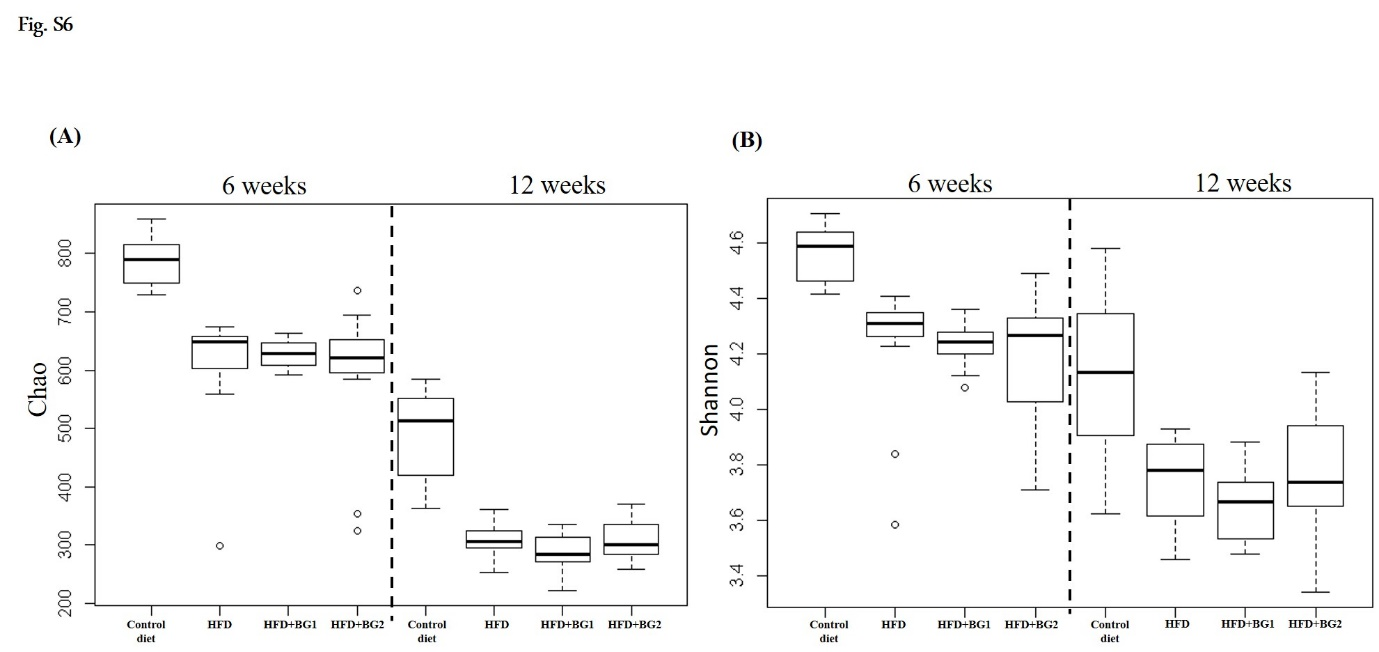 Fig. S6
(A)
6 weeks
12 weeks
Chao
800
700
600
500
400
300
200
Control diet
HFD
HFD+BG1
HFD+BG2
Control diet
HFD
HFD+BG1
HFD+BG2
(B)
6 weeks
12 weeks
Shannon
4.6
4.4
4.2
4.0
3.8
3.6
3.4
Control diet
HFD
HFD+BG1
HFD+BG2
Control diet
HFD
HFD+BG1
HFD+BG2